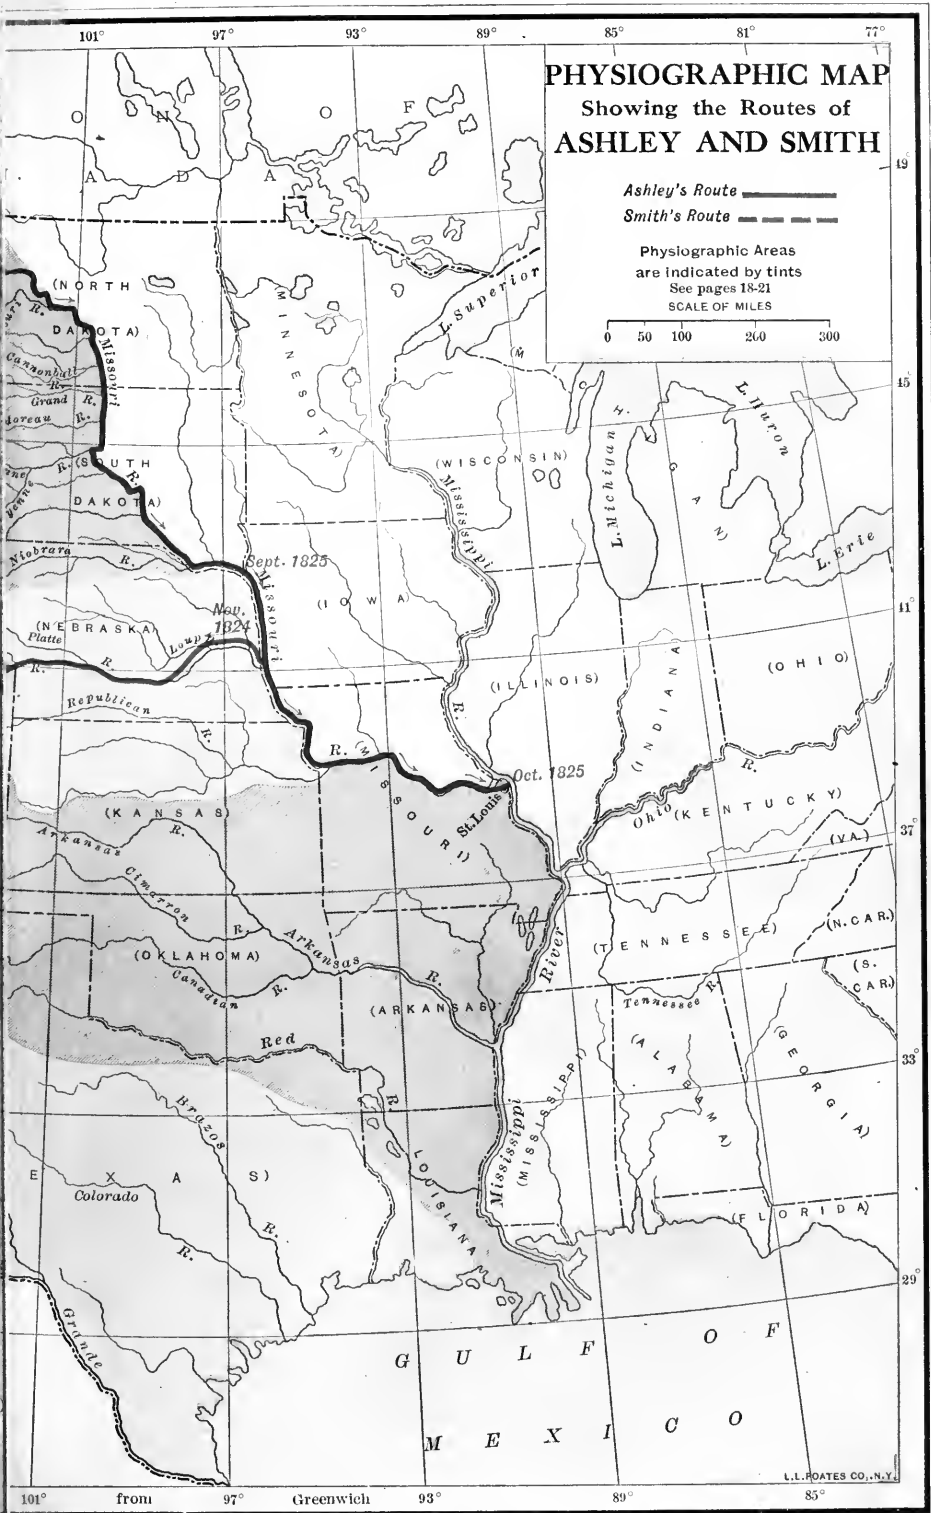 101° 97° 93° 89° 85° 81° 77°
PHYSIOGRAPHIC MAP
Showing the Routes of
ASHLEY AND SMITH
Ashley's Route
Smith's Route
Physiographic Areas
are indicated by tints
See pages 18-21
SCALE OF MILES
0 50 100 200 300
O N O F
A D A
49°
45°
41°
37°
33°
29°
(NORTH
DAKOTA)
R.
Missouri
Cannonball
R.
Grand R.
Moreau R.
R. (SOUTH
R.
DAKOTA)
MINNESOTA)
L. Superior
(M
I
C
H
I
G
A
N)
L. Huron
L. Michigan
(WISCONSIN)
Mississippi
L. Erie
Niobrara R.
Sept. 1825
Missouri
Nov.
1824
(IOWA)
(NEBRASKA)
Platte
Loup
R.
R.
(ILLINOIS)
(INDIANA
(OHIO)
Republican
R.
R.
R.
(MISSOURI)
Oct. 1825
St. Louis
R.
Ohio
(KENTUCKY)
(KANSAS)
R.
Arkansas
Cimarron
R.
(VA.)
(N. CAR.)
(S.
CAR.)
(TENNESSEE)
Tennessee R.
River
Arkansas
R.
(OKLAHOMA)
Canadian
R.
(ARKANSAS)
Red
R.
(ALABAMA)
(GEORGIA)
Mississippi
(MISSISSIPPI)
Brazos
R.
E X A S)
Colorado
R.
LOUISIANA
(FLORIDA)
Grande
GULF OF
MEXICO
L.L. POATES CO., N.Y.
101° from 97° Greenwich 93° 89° 85°